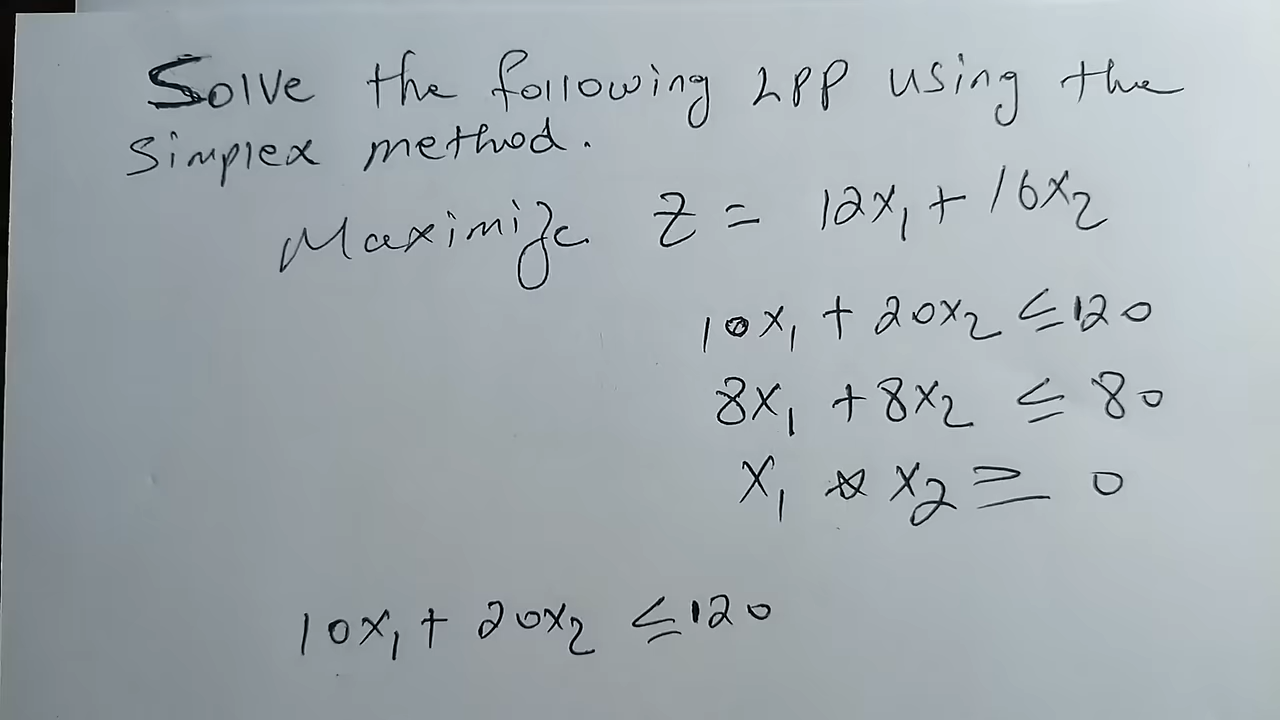 Solve the following LPP using the
simplex method.
Maximize Z = 12x₁ + 16x₂
10x₁ + 20x₂ ≤ 120
8x₁ + 8x₂ ≤ 80
x₁ & x₂ ≥ 0
10x₁ + 20x₂ ≤ 120